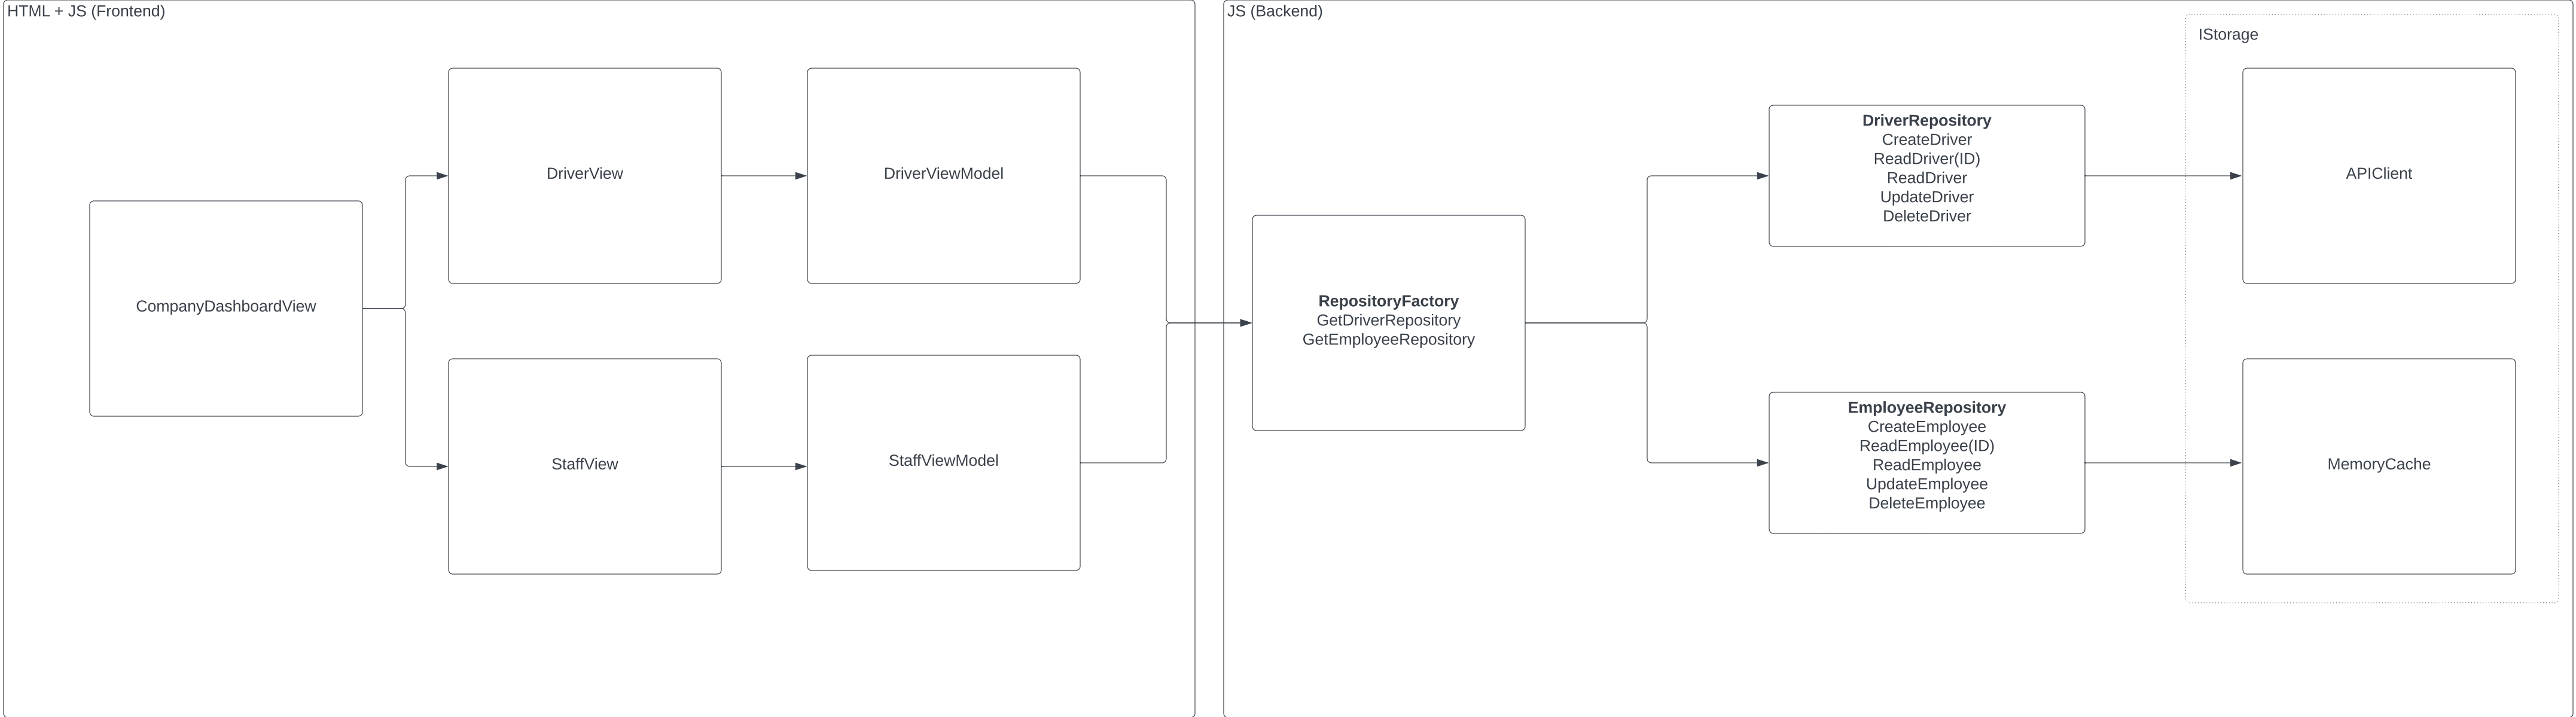 HTML + JS (Frontend)
CompanyDashboardView
DriverView
DriverViewModel
StaffView
StaffViewModel
JS (Backend)
RepositoryFactory
GetDriverRepository
GetEmployeeRepository
DriverRepository
CreateDriver
ReadDriver(ID)
ReadDriver
UpdateDriver
DeleteDriver
EmployeeRepository
CreateEmployee
ReadEmployee(ID)
ReadEmployee
UpdateEmployee
DeleteEmployee
IStorage
APIClient
MemoryCache